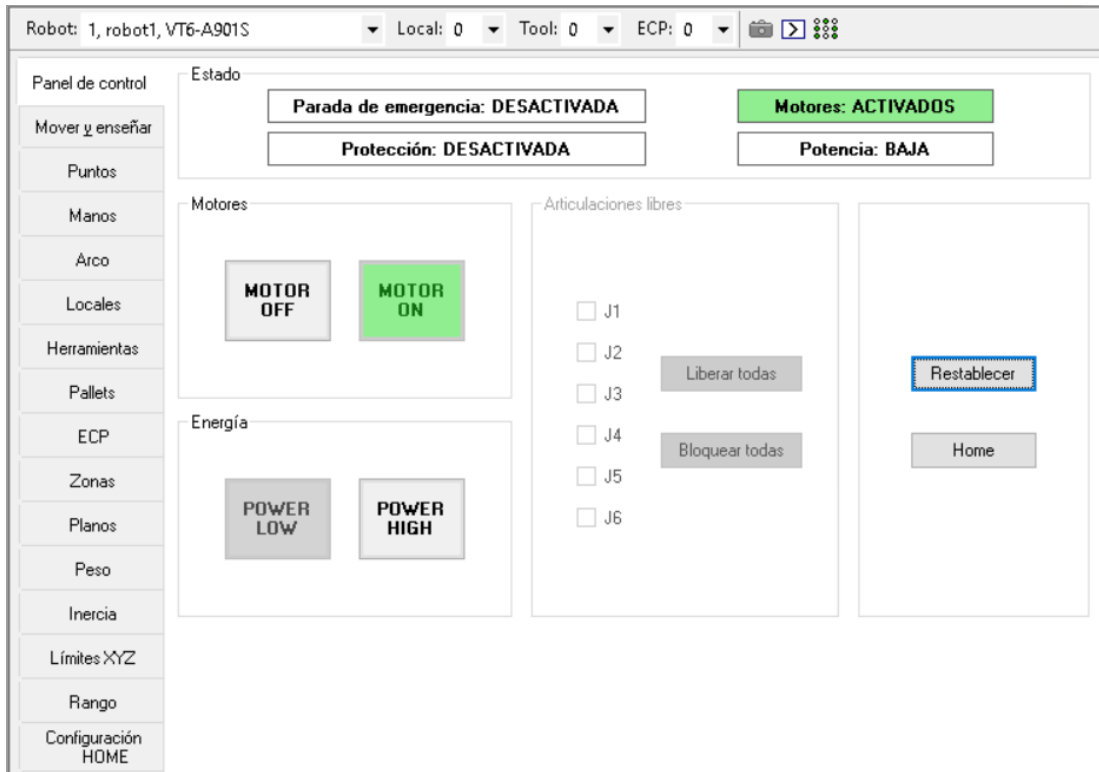 Robot: 1, robot1, VT6-A901S Local: 0 Tool: 0 ECP: 0
Panel de control
Mover y enseñar
Puntos
Manos
Arco
Locales
Herramientas
Pallets
ECP
Zonas
Planos
Peso
Inercia
Límites XYZ
Rango
Configuración
HOME
Estado
Parada de emergencia: DESACTIVADA
Motores: ACTIVADOS
Protección: DESACTIVADA
Potencia: BAJA
Motores
MOTOR
OFF
MOTOR
ON
Energía
POWER
LOW
POWER
HIGH
Articulaciones libres
J1
J2
J3
J4
J5
J6
Liberar todas
Bloquear todas
Restablecer
Home